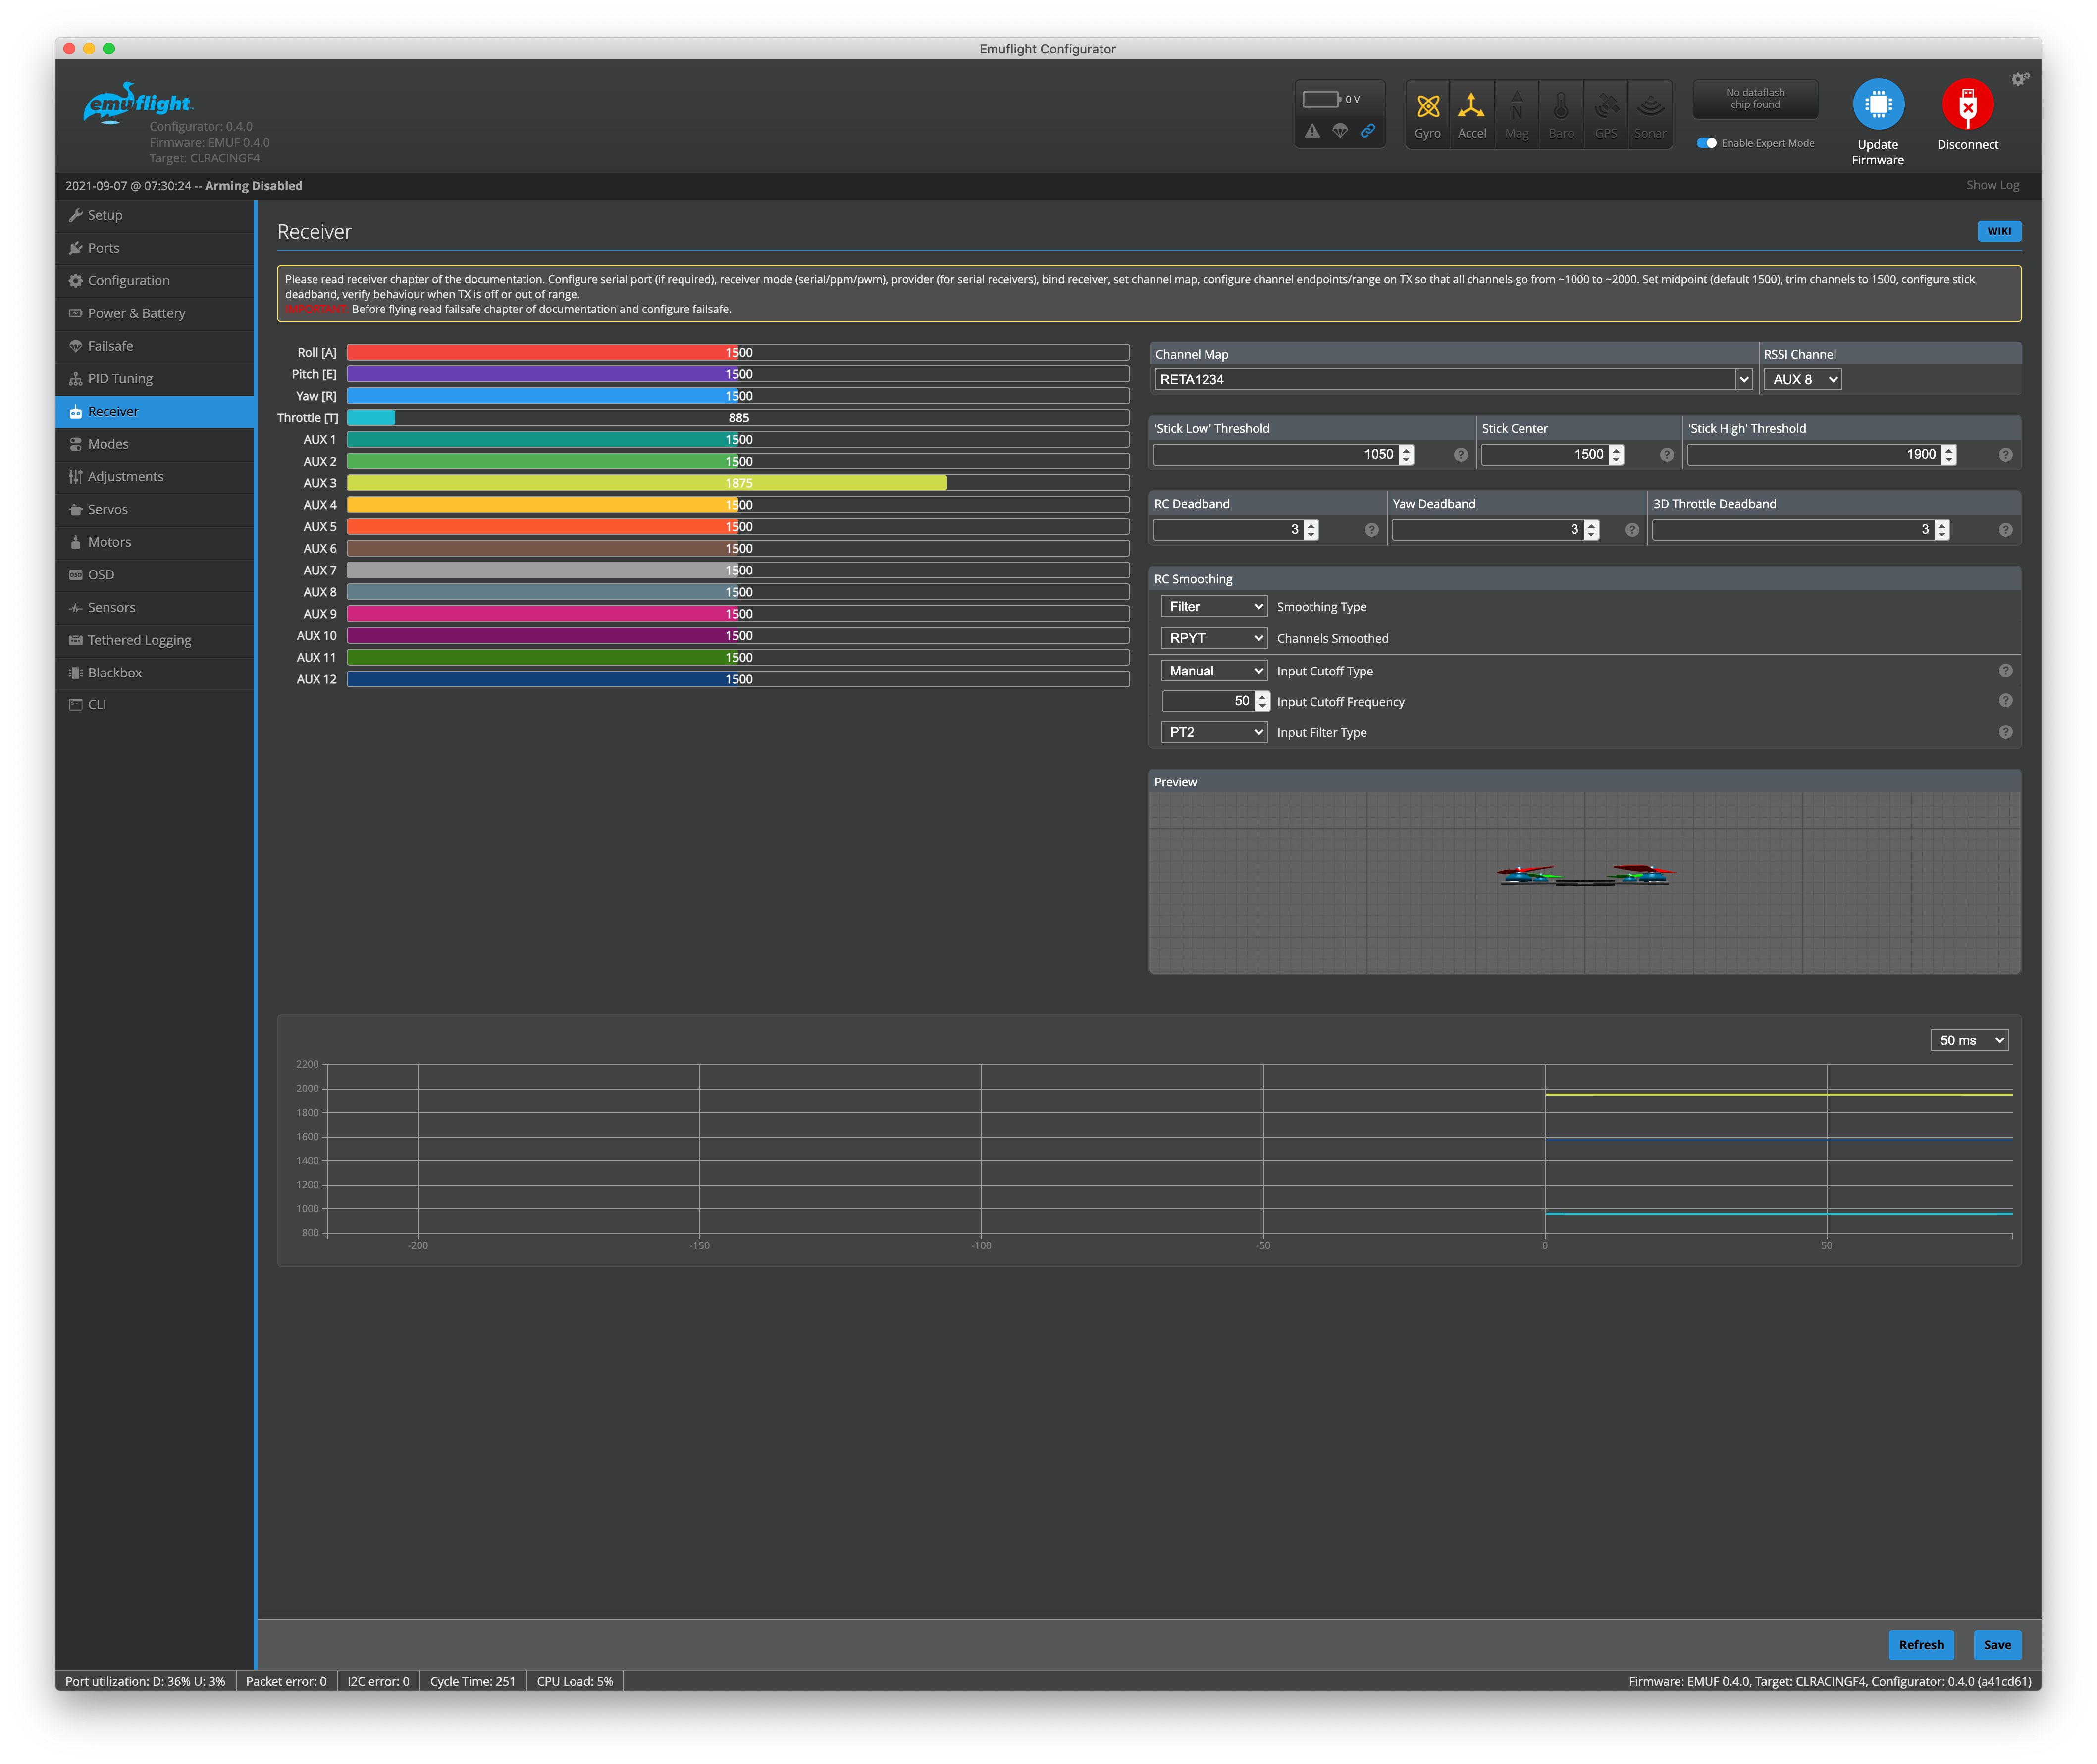 Emuflight Configurator
emuflight
Configurator: 0.4.0
Firmware: EMUF 0.4.0
Target: CLRACINGF4
0 V
Gyro
Accel
Mag
Baro
GPS
Sonar
No dataflash
chip found
Enable Expert Mode
Update
Firmware
Disconnect
2021-09-07 @ 07:30:24 -- Arming Disabled
Show Log
Setup
Ports
Configuration
Power & Battery
Failsafe
PID Tuning
Receiver
Modes
Adjustments
Servos
Motors
OSD
Sensors
Tethered Logging
Blackbox
CLI
Receiver
WIKI
Please read receiver chapter of the documentation. Configure serial port (if required), receiver mode (serial/ppm/pwm), provider (for serial receivers), bind receiver, set channel map, configure channel endpoints/range on TX so that all channels go from ~1000 to ~2000. Set midpoint (default 1500), trim channels to 1500, configure stick
deadband, verify behaviour when TX is off or out of range.
IMPORTANT: Before flying read failsafe chapter of documentation and configure failsafe.
Roll [A] 1500
Pitch [E] 1500
Yaw [R] 1500
Throttle [T] 885
AUX 1 1500
AUX 2 1500
AUX 3 1875
AUX 4 1500
AUX 5 1500
AUX 6 1500
AUX 7 1500
AUX 8 1500
AUX 9 1500
AUX 10 1500
AUX 11 1500
AUX 12 1500
Channel Map
RSSI Channel
RETA1234
AUX 8
'Stick Low' Threshold
Stick Center
'Stick High' Threshold
1050
1500
1900
RC Deadband
Yaw Deadband
3D Throttle Deadband
3
3
3
RC Smoothing
Filter Smoothing Type
RPYT Channels Smoothed
Manual Input Cutoff Type
50 Input Cutoff Frequency
PT2 Input Filter Type
Preview
50 ms
2200
2000
1800
1600
1400
1200
1000
800
-200
-150
-100
-50
0
50
Refresh
Save
Port utilization: D: 36% U: 3%
Packet error: 0
I2C error: 0
Cycle Time: 251
CPU Load: 5%
Firmware: EMUF 0.4.0, Target: CLRACINGF4, Configurator: 0.4.0 (a41cd61)